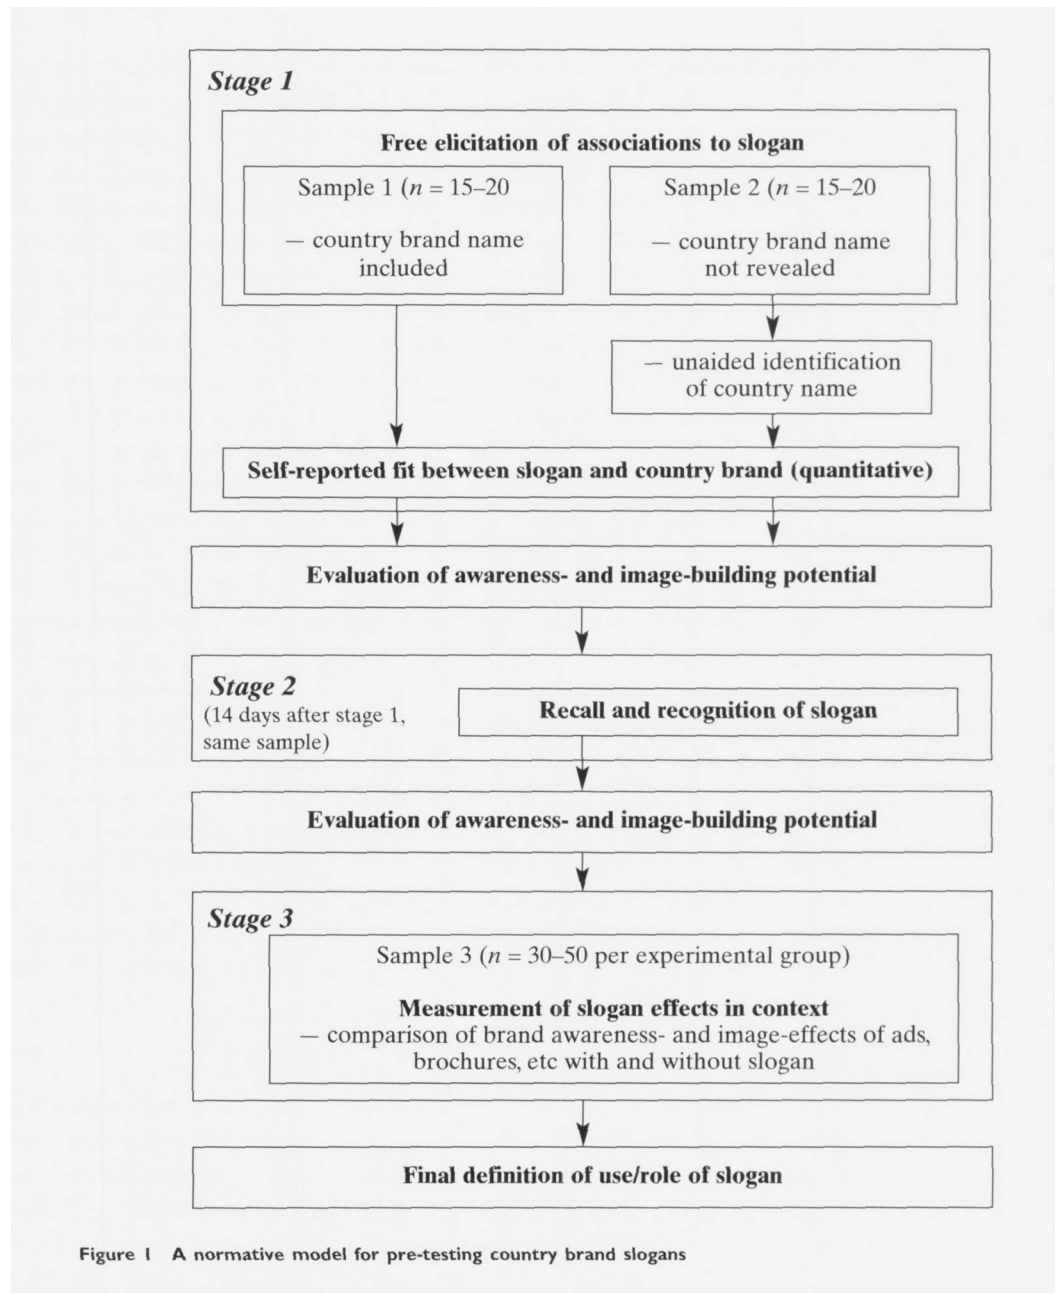 Stage 1
Free elicitation of associations to slogan
Sample 1 (n = 15–20
— country brand name
included
Sample 2 (n = 15–20
— country brand name
not revealed
— unaided identification
of country name
Self-reported fit between slogan and country brand (quantitative)
Evaluation of awareness- and image-building potential
Stage 2
(14 days after stage 1,
same sample)
Recall and recognition of slogan
Evaluation of awareness- and image-building potential
Stage 3
Sample 3 (n = 30–50 per experimental group)
Measurement of slogan effects in context
— comparison of brand awareness- and image-effects of ads,
brochures, etc with and without slogan
Final definition of use/role of slogan
Figure 1 A normative model for pre-testing country brand slogans